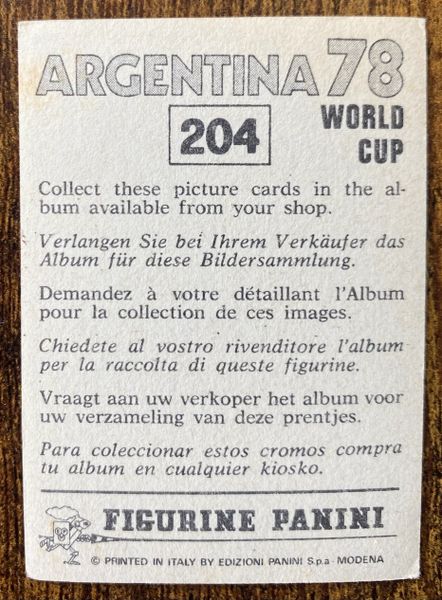 ARGENTINA 78
204
WORLD
CUP
Collect these picture cards in the al-
bum available from your shop.
Verlangen Sie bei Ihrem Verkäufer das
Album für diese Bildersammlung.
Demandez à votre détaillant l'Album
pour la collection de ces images.
Chiedete al vostro rivenditore l'album
per la raccolta di queste figurine.
Vraagt aan uw verkoper het album voor
uw verzameling van deze prentjes.
Para coleccionar estos cromos compra
tu album en cualquier kiosko.
FIGURINE PANINI
© PRINTED IN ITALY BY EDIZIONI PANINI S.p.a - MODENA